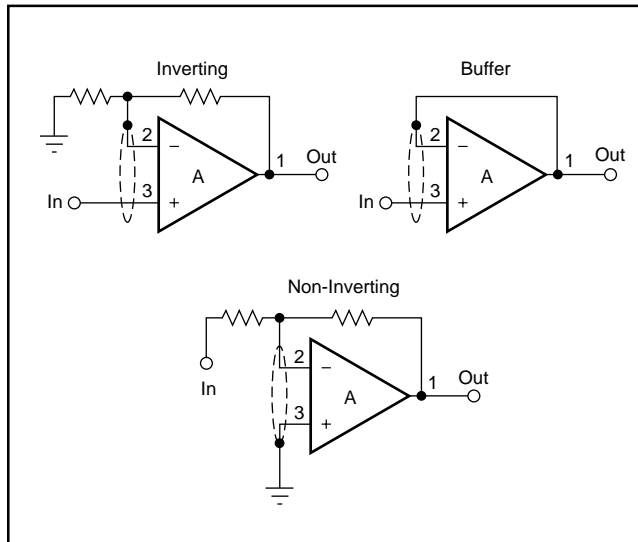 Inverting
2
−
A
1
Out
3
+
In
Buffer
2
−
A
1
Out
3
+
In
Non-Inverting
2
−
A
1
Out
3
+
In